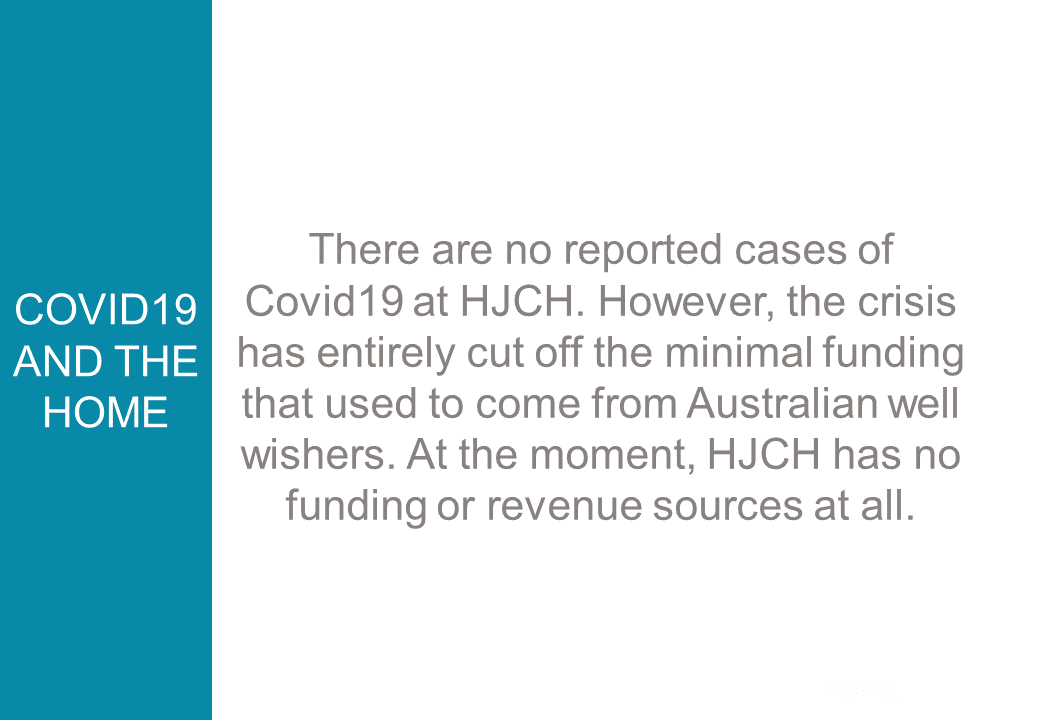 COVID19
AND THE
HOME
There are no reported cases of
Covid19 at HJCH. However, the crisis
has entirely cut off the minimal funding
that used to come from Australian well
wishers. At the moment, HJCH has no
funding or revenue sources at all.